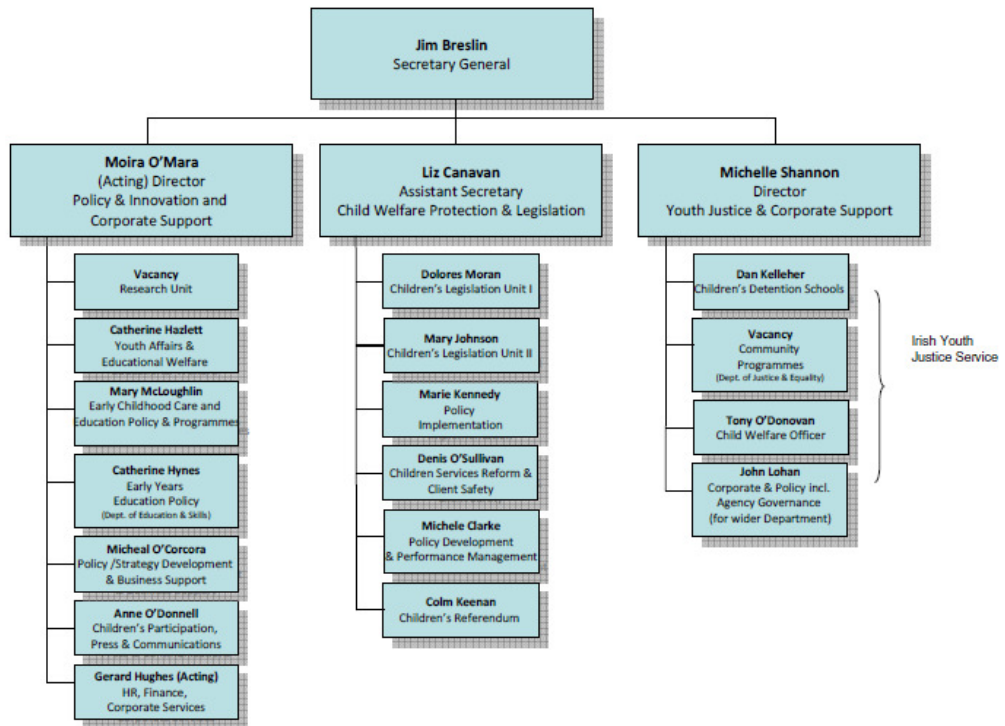 Jim Breslin
Secretary General
Moira O'Mara
(Acting) Director
Policy & Innovation and
Corporate Support
Liz Canavan
Assistant Secretary
Child Welfare Protection & Legislation
Michelle Shannon
Director
Youth Justice & Corporate Support
Vacancy
Research Unit
Catherine Hazlett
Youth Affairs &
Educational Welfare
Mary McLoughlin
Early Childhood Care and
Education Policy & Programmes
Catherine Hynes
Early Years
Education Policy
(Dept. of Education & Skills)
Micheal O'Corcora
Policy /Strategy Development
& Business Support
Anne O'Donnell
Children's Participation,
Press & Communications
Gerard Hughes (Acting)
HR, Finance,
Corporate Services
Dolores Moran
Children's Legislation Unit I
Mary Johnson
Children's Legislation Unit II
Marie Kennedy
Policy
Implementation
Denis O'Sullivan
Children Services Reform &
Client Safety
Michele Clarke
Policy Development
& Performance Management
Colm Keenan
Children's Referendum
Dan Kelleher
Children's Detention Schools
Vacancy
Community
Programmes
(Dept. of Justice & Equality)
Tony O'Donovan
Child Welfare Officer
John Lohan
Corporate & Policy incl.
Agency Governance
(for wider Department)
Irish Youth
Justice Service